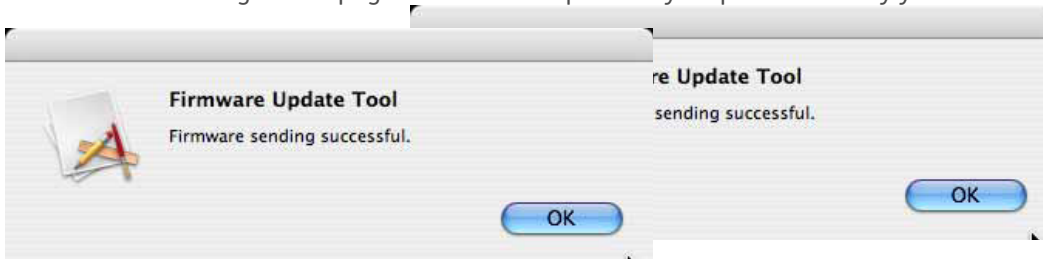 Firmware Update Tool
Firmware sending successful.
OK
re Update Tool
sending successful.
OK